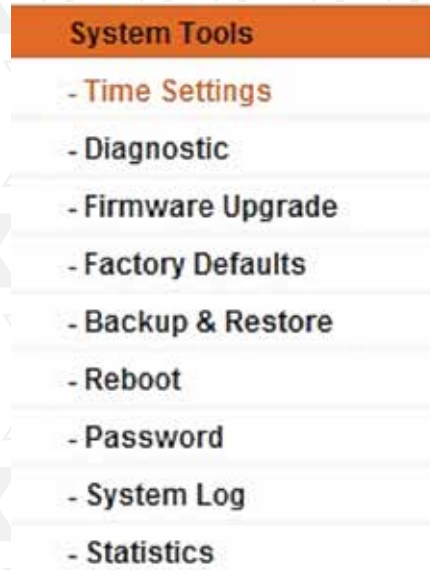 System Tools
- Time Settings
- Diagnostic
- Firmware Upgrade
- Factory Defaults
- Backup & Restore
- Reboot
- Password
- System Log
- Statistics